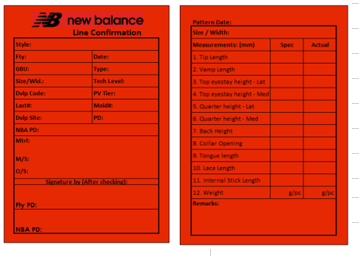 new balance
Line Confirmation
Style:
Fty: Date:
GBU: Type:
Size/Wid.: Tech Level:
Dvlp Code: PV Tier:
Last#: Mold#:
Dvlp Site: PD:
NBA PD:
Mtrl:
M/S:
O/S:
Signature by (After checking):
Fty PD:
NBA PD:
Pattern Date:
Size / Width:
Measurements: (mm) Spec Actual
1. Tip Length
2. Vamp Length
3. Top eyestay height - Lat
4. Top eyestay height - Med
5. Quarter height - Lat
6. Quarter height - Med
7. Back Height
8. Collar Opening
9. Tongue length
10. Lace Length
11. Internal Stick Length
12. Weight g/pc g/pc
Remarks: